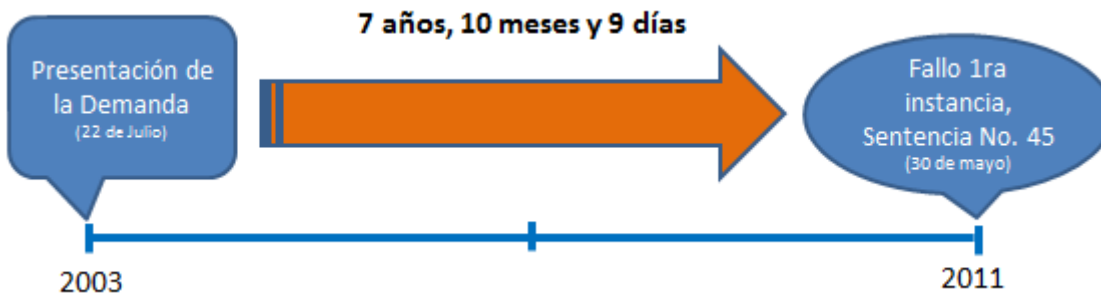 7 años, 10 meses y 9 días
Presentación de
la Demanda
(22 de Julio)
Fallo 1ra
instancia,
Sentencia No. 45
(30 de mayo)
2003
2011